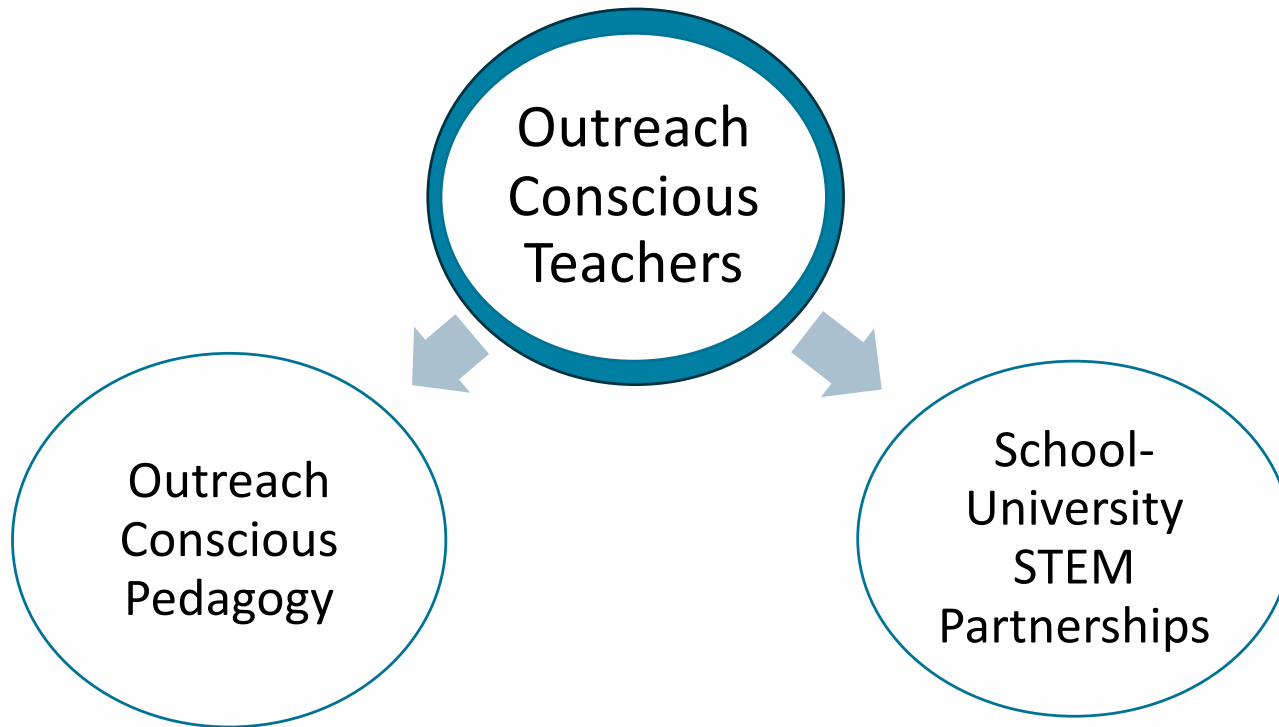 Outreach
Conscious
Teachers
Outreach
Conscious
Pedagogy
School-
University
STEM
Partnerships